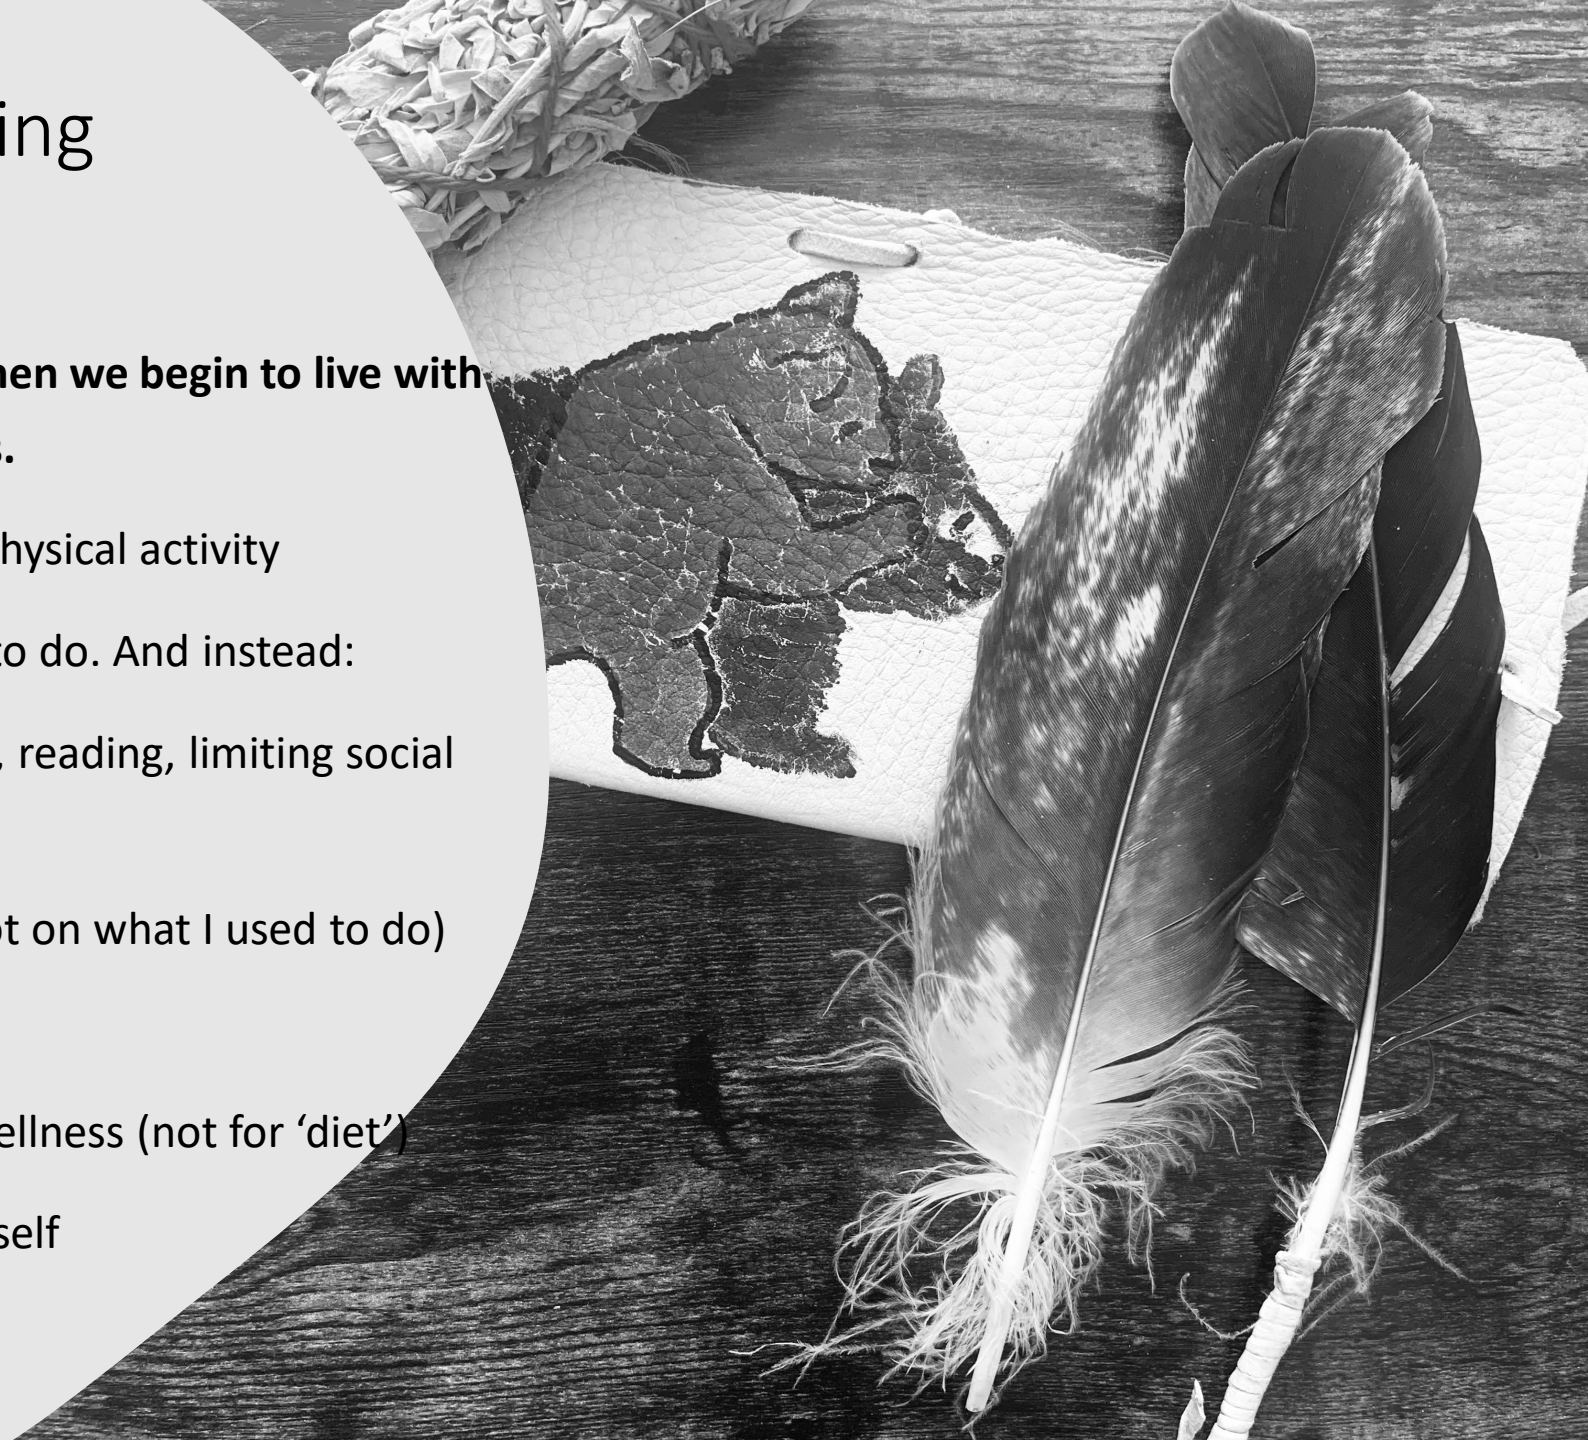 ing
hen we begin to live with
s.
hysical activity
to do. And instead:
, reading, limiting social
ot on what I used to do)
ellness (not for ‘diet’)
self